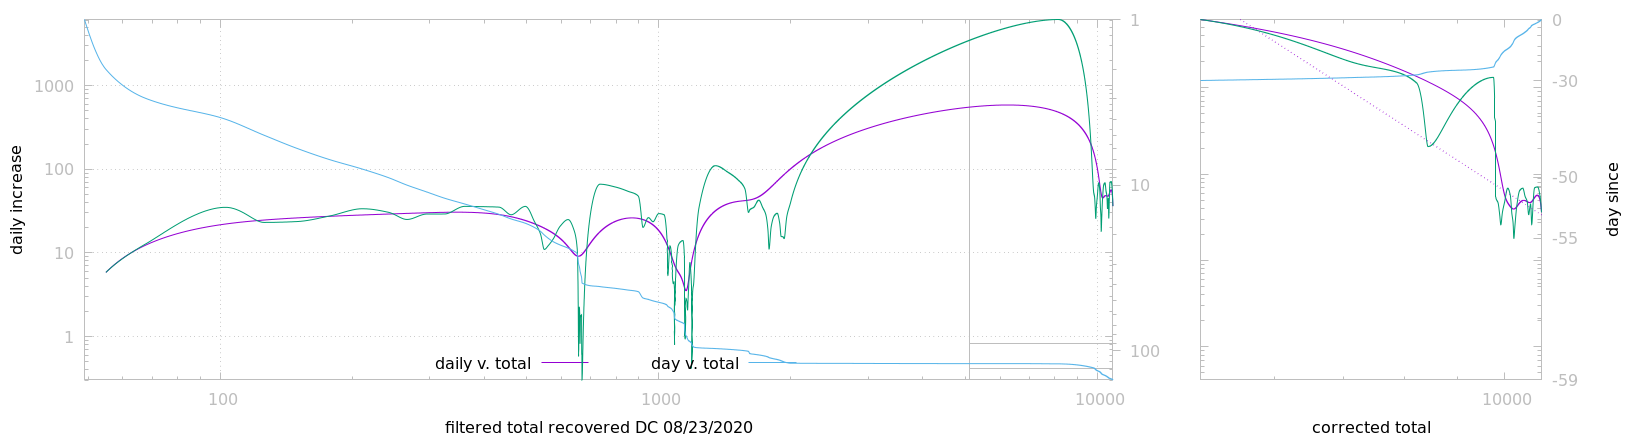 daily increase
1000
100
10
1
daily v. total
day v. total
100
1000
10000
1
10
100
filtered total recovered DC 08/23/2020
0
-30
-50
-55
-59
day since
10000
corrected total